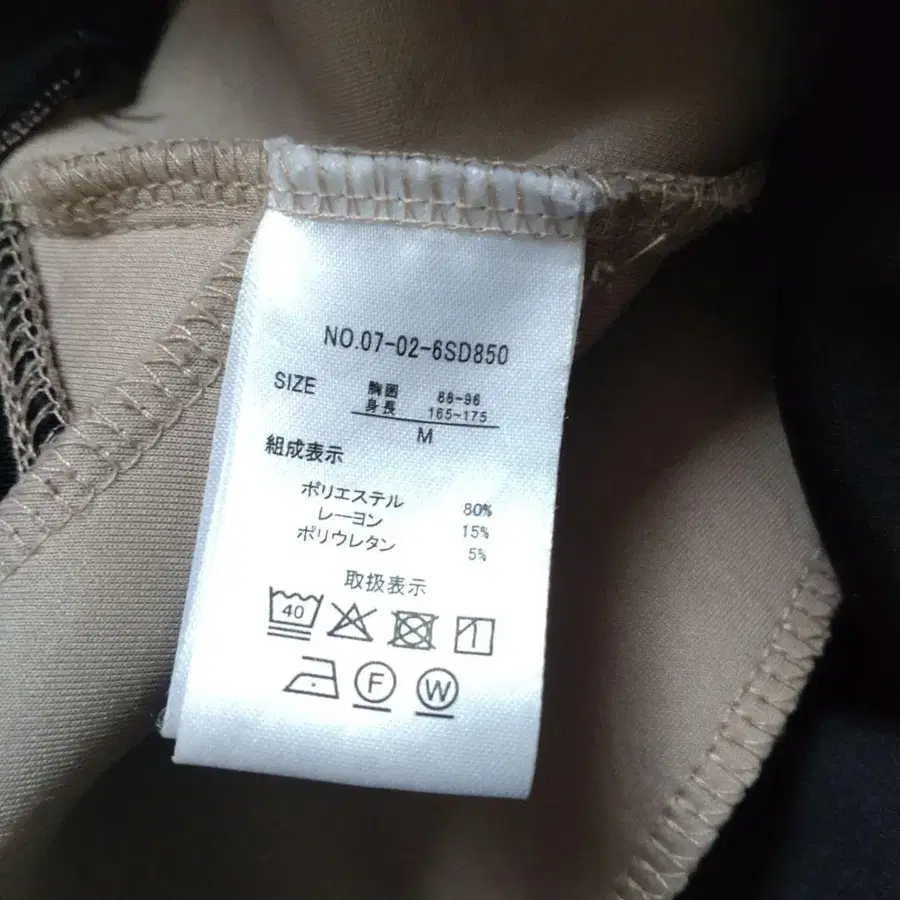 NO.07-02-6SD850
SIZE 胸囲 88-96
身長 165-175
M
組成表示
ポリエステル 80%
レーヨン 15%
ポリウレタン 5%
取扱表示
40
F W